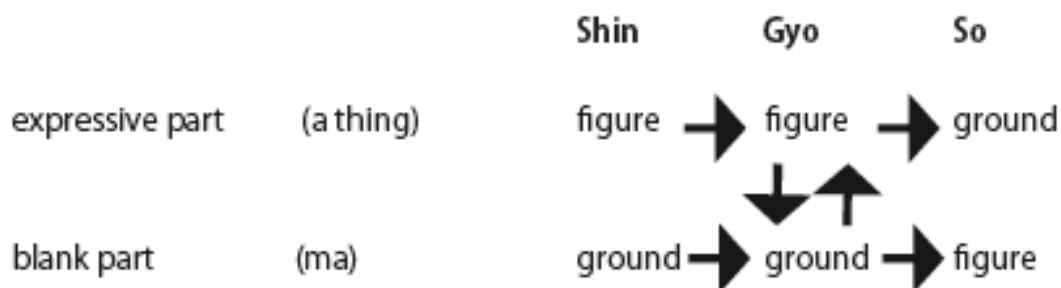 Shin Gyo So
expressive part (a thing) figure figure ground
blank part (ma) ground ground figure